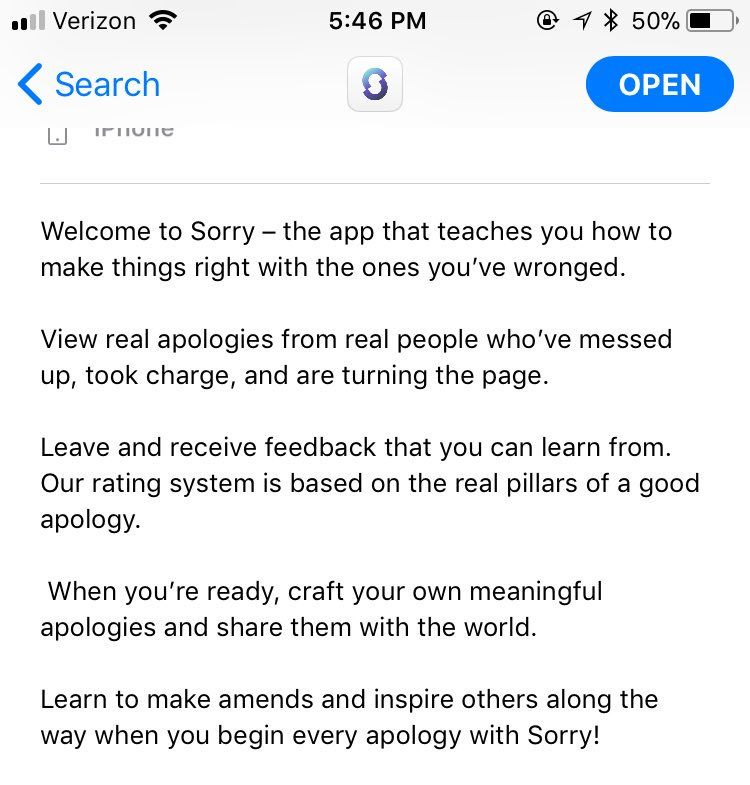 Verizon 5:46 PM 50%
Search OPEN
iPhone
Welcome to Sorry – the app that teaches you how to
make things right with the ones you’ve wronged.
View real apologies from real people who’ve messed
up, took charge, and are turning the page.
Leave and receive feedback that you can learn from.
Our rating system is based on the real pillars of a good
apology.
When you’re ready, craft your own meaningful
apologies and share them with the world.
Learn to make amends and inspire others along the
way when you begin every apology with Sorry!